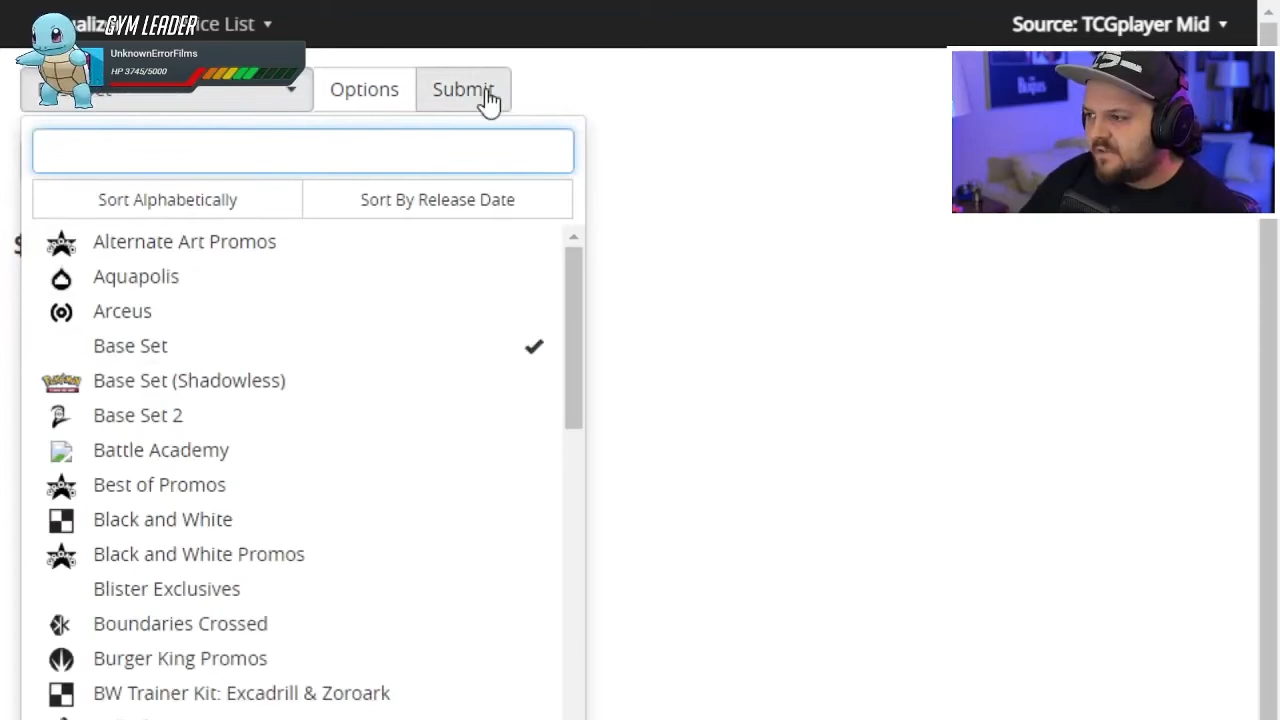 GYM LEADER
ice List
Source: TCGplayer Mid
UnknownErrorFilms
HP 3745/5000
Options
Submit
Sort Alphabetically
Sort By Release Date
Alternate Art Promos
Aquapolis
Arceus
Base Set
Base Set (Shadowless)
Base Set 2
Battle Academy
Best of Promos
Black and White
Black and White Promos
Blister Exclusives
Boundaries Crossed
Burger King Promos
BW Trainer Kit: Excadrill & Zoroark